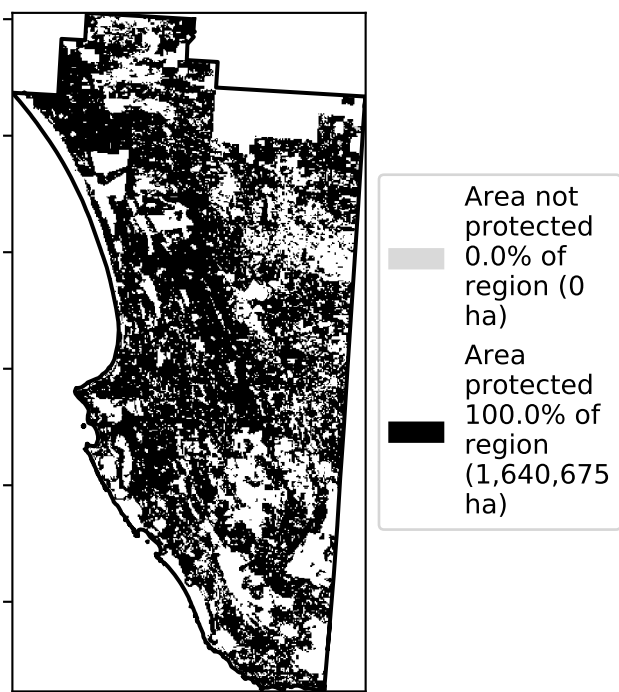 Area not
protected
0.0% of
region (0
ha)
Area
protected
100.0% of
region
(1,640,675
ha)